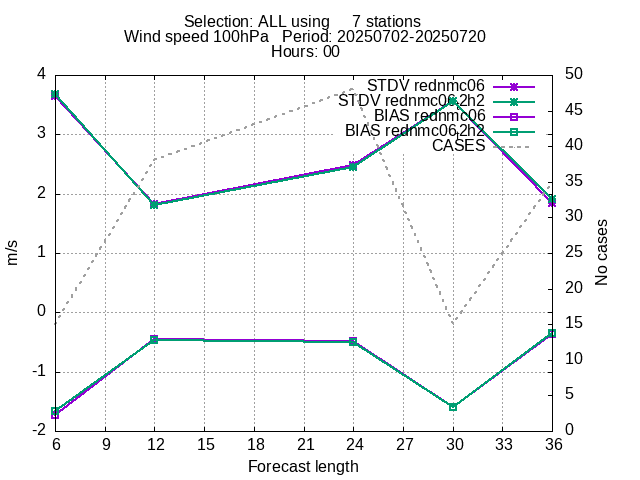 Selection: ALL using 7 stations
Wind speed 100hPa Period: 20250702-20250720
Hours: 00
STDV rednmc06
STDV rednmc06.2h2
BIAS rednmc06
BIAS rednmc06.2h2
CASES
4
3
2
1
0
-1
-2
50
45
40
35
30
25
20
15
10
5
0
m/s
No cases
6 9 12 15 18 21 24 27 30 33 36
Forecast length